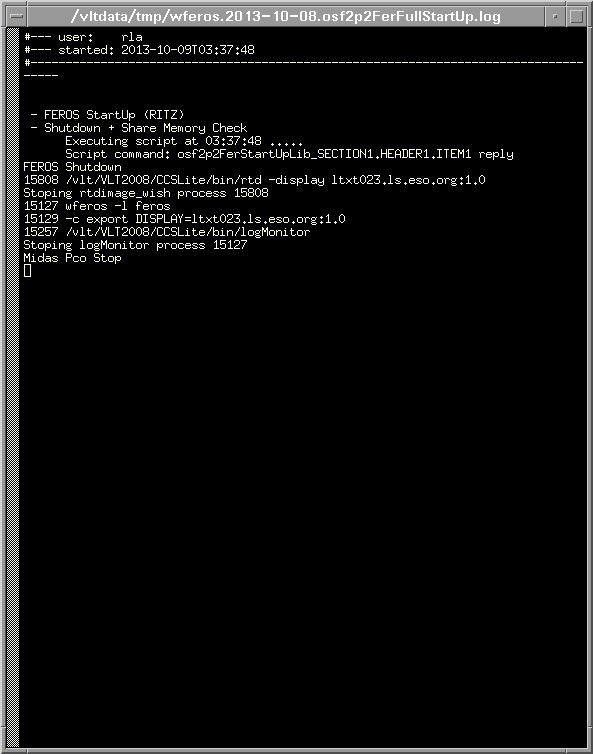 /vltdata/tmp/wferos.2013-10-08.osf2p2FerFullStartUp.log
#--- user:    rla
#--- started: 2013-10-09T03:37:48
#-------------------------------------------------------------------------------
-----
 - FEROS StartUp (RITZ)
 - Shutdown + Share Memory Check
      Executing script at 03:37:48 .....
      Script command: osf2p2FerStartUpLib_SECTION1.HEADER1.ITEM1 reply
FEROS Shutdown
15808 /vlt/VLT2008/CCSLite/bin/rtd -display ltxt023.ls.eso.org:1.0
Stoping rtdimage_wish process 15808
15127 wferos -l feros
15129 -c export DISPLAY=ltxt023.ls.eso.org:1.0
15257 /vlt/VLT2008/CCSLite/bin/logMonitor
Stoping logMonitor process 15127
Midas Pco Stop